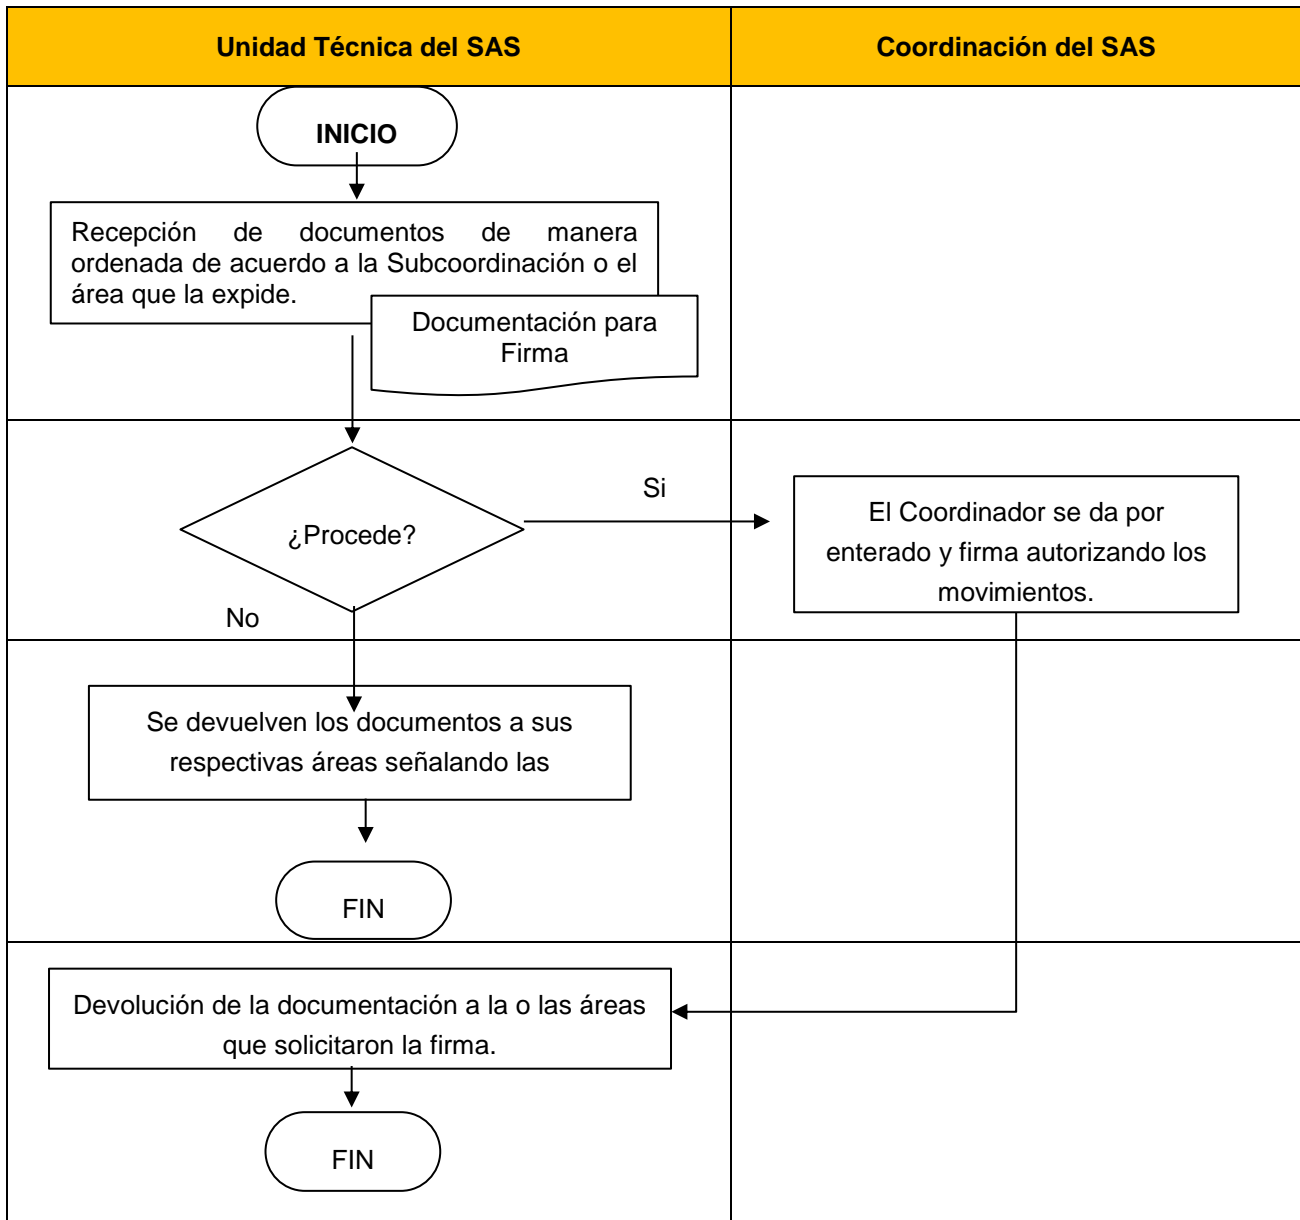 Unidad Técnica del SAS
Coordinación del SAS
INICIO
Recepción de documentos de manera
ordenada de acuerdo a la Subcoordinación o el
área que la expide.
Documentación para
Firma
¿Procede?
Si
El Coordinador se da por
enterado y firma autorizando los
movimientos.
No
Se devuelven los documentos a sus
respectivas áreas señalando las
FIN
Devolución de la documentación a la o las áreas
que solicitaron la firma.
FIN